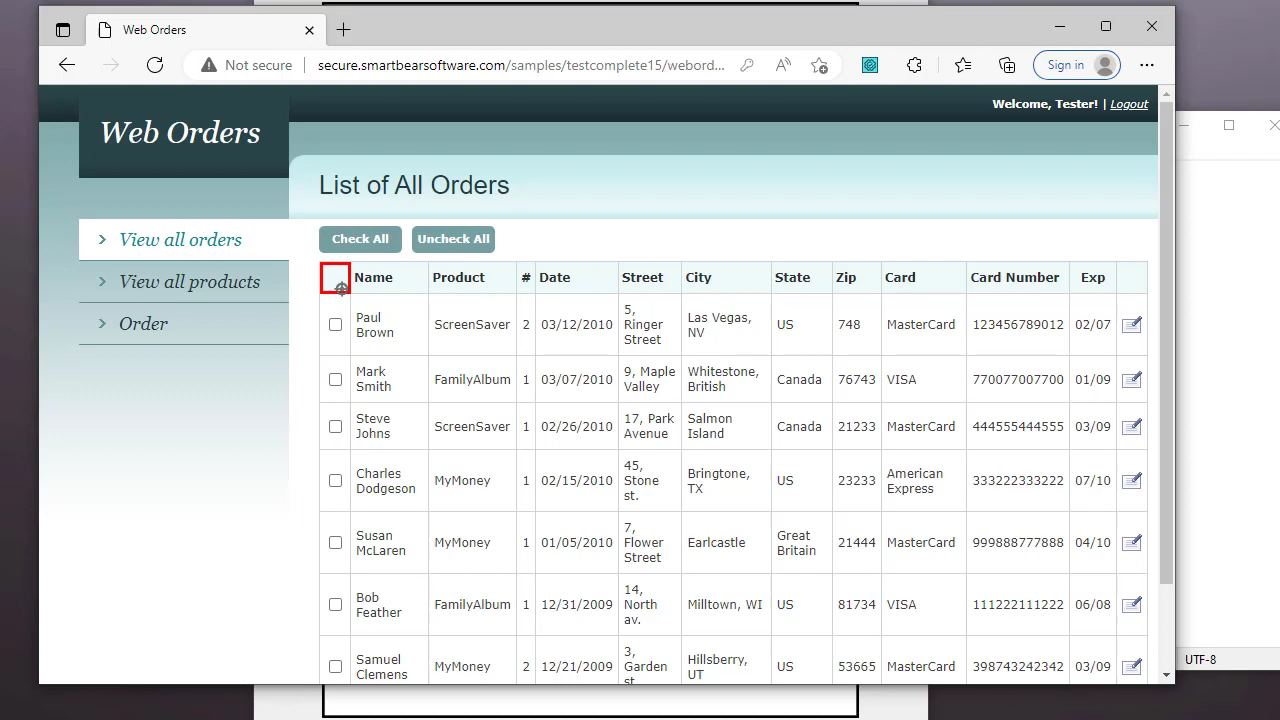 Web Orders
Not secure
secure.smartbearsoftware.com/samples/testcomplete15/webord...
Sign in
Welcome, Tester! | Logout
Web Orders
List of All Orders
View all orders
View all products
Order
Check All Uncheck All
Name Product # Date Street City State Zip Card Card Number Exp
Paul Brown ScreenSaver 2 03/12/2010 5, Ringer Street Las Vegas, NV US 748 MasterCard 123456789012 02/07
Mark Smith FamilyAlbum 1 03/07/2010 9, Maple Valley Whitestone, British Canada 76743 VISA 770077007700 01/09
Steve Johns ScreenSaver 1 02/26/2010 17, Park Avenue Salmon Island Canada 21233 MasterCard 444555444555 03/09
Charles Dodgeson MyMoney 1 02/15/2010 45, Stone st. Bringtone, TX US 23233 American Express 333222333222 07/10
Susan McLaren MyMoney 1 01/05/2010 7, Flower Street Earlcastle Great Britain 21444 MasterCard 999888777888 04/10
Bob Feather FamilyAlbum 1 12/31/2009 14, North av. Milltown, WI US 81734 VISA 111222111222 06/08
Samuel Clemens MyMoney 2 12/21/2009 3, Garden st. Hillsberry, UT US 53665 MasterCard 398743242342 03/09
UTF-8